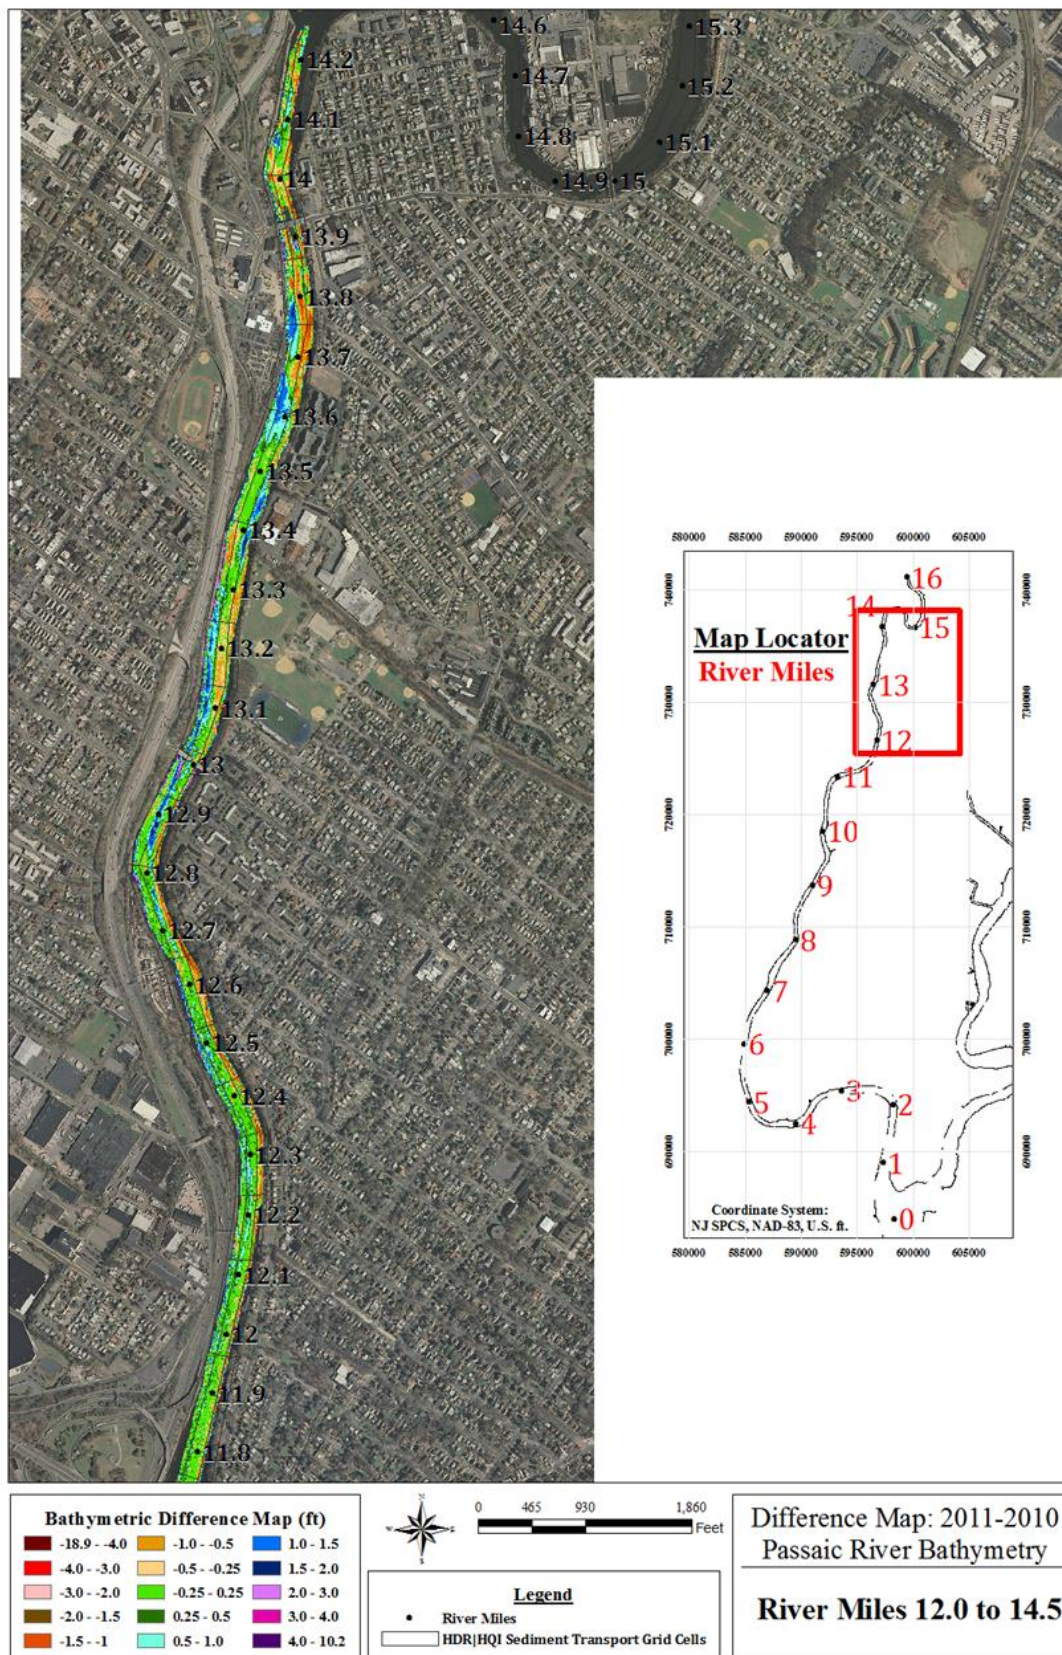 14.6
15.3
14.2
14.7
15.2
14.1
14.8
15.1
14
14.9
15
13.9
13.8
13.7
13.6
13.5
13.4
13.3
13.2
13.1
13
12.9
12.8
12.7
12.6
12.5
12.4
12.3
12.2
12.1
12
11.9
11.8
580000 585000 590000 595000 600000 605000
740000
730000
720000
710000
700000
690000
Map Locator
River Miles
16
14
15
13
12
11
10
9
8
7
6
5
4
3
2
1
0
Coordinate System:
NJ SPCS, NAD-83, U.S. ft.
740000
730000
720000
710000
700000
690000
580000 585000 590000 595000 600000 605000
Bathymetric Difference Map (ft)
-18.9 - -4.0
-4.0 - -3.0
-3.0 - -2.0
-2.0 - -1.5
-1.5 - -1
-1.0 - -0.5
-0.5 - -0.25
-0.25 - 0.25
0.25 - 0.5
0.5 - 1.0
1.0 - 1.5
1.5 - 2.0
2.0 - 3.0
3.0 - 4.0
4.0 - 10.2
N
E
S
W
0 465 930 1,860
Feet
Legend
River Miles
HDR|HQI Sediment Transport Grid Cells
Difference Map: 2011-2010
Passaic River Bathymetry
River Miles 12.0 to 14.5